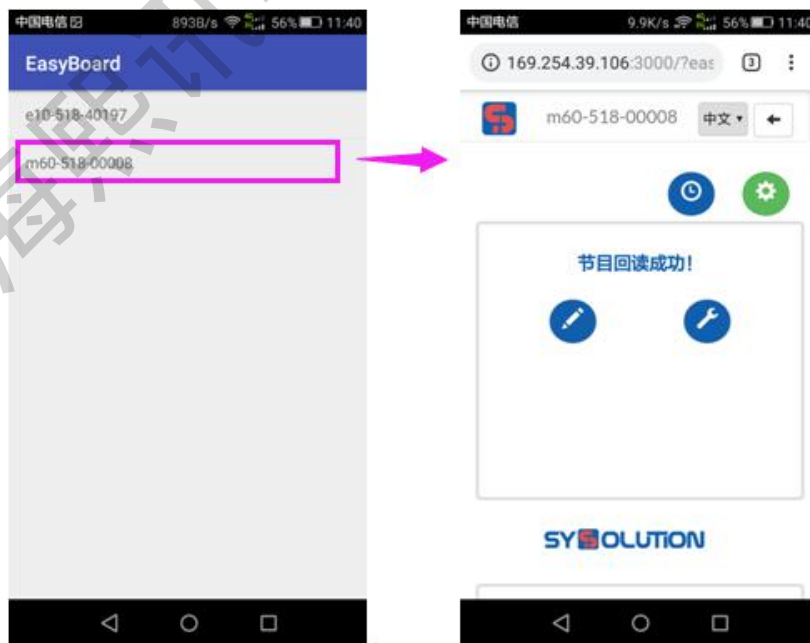 中国电信 893B/s 56% 11:40
EasyBoard
e10-518-40197
m60-518-00008
中国电信 9.9K/s 56% 11:40
169.254.39.106:3000/?eas 3
m60-518-00008 中文
节目回读成功!
SYSOLUTION